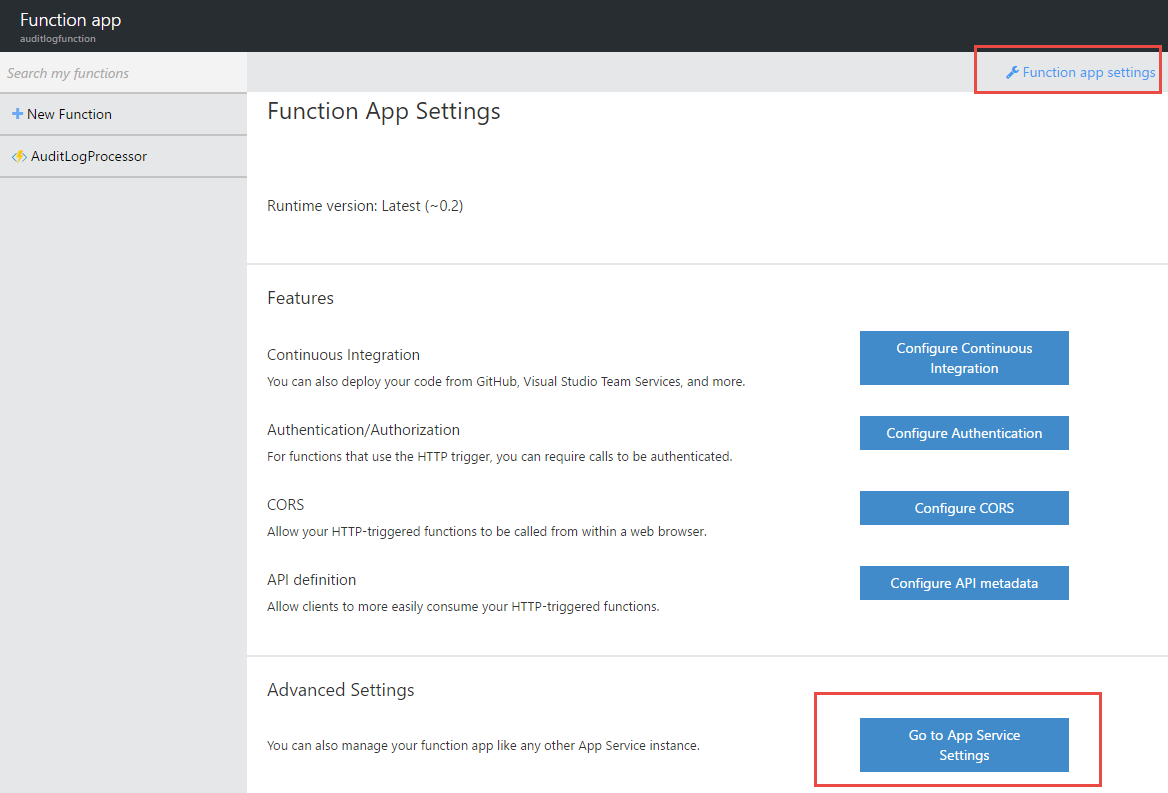 Function app
auditlogfunction
Search my functions
Function app settings
New Function
AuditLogProcessor
Function App Settings
Runtime version: Latest (~0.2)
Features
Continuous Integration
You can also deploy your code from GitHub, Visual Studio Team Services, and more.
Configure Continuous
Integration
Authentication/Authorization
For functions that use the HTTP trigger, you can require calls to be authenticated.
Configure Authentication
CORS
Allow your HTTP-triggered functions to be called from within a web browser.
Configure CORS
API definition
Allow clients to more easily consume your HTTP-triggered functions.
Configure API metadata
Advanced Settings
You can also manage your function app like any other App Service instance.
Go to App Service
Settings